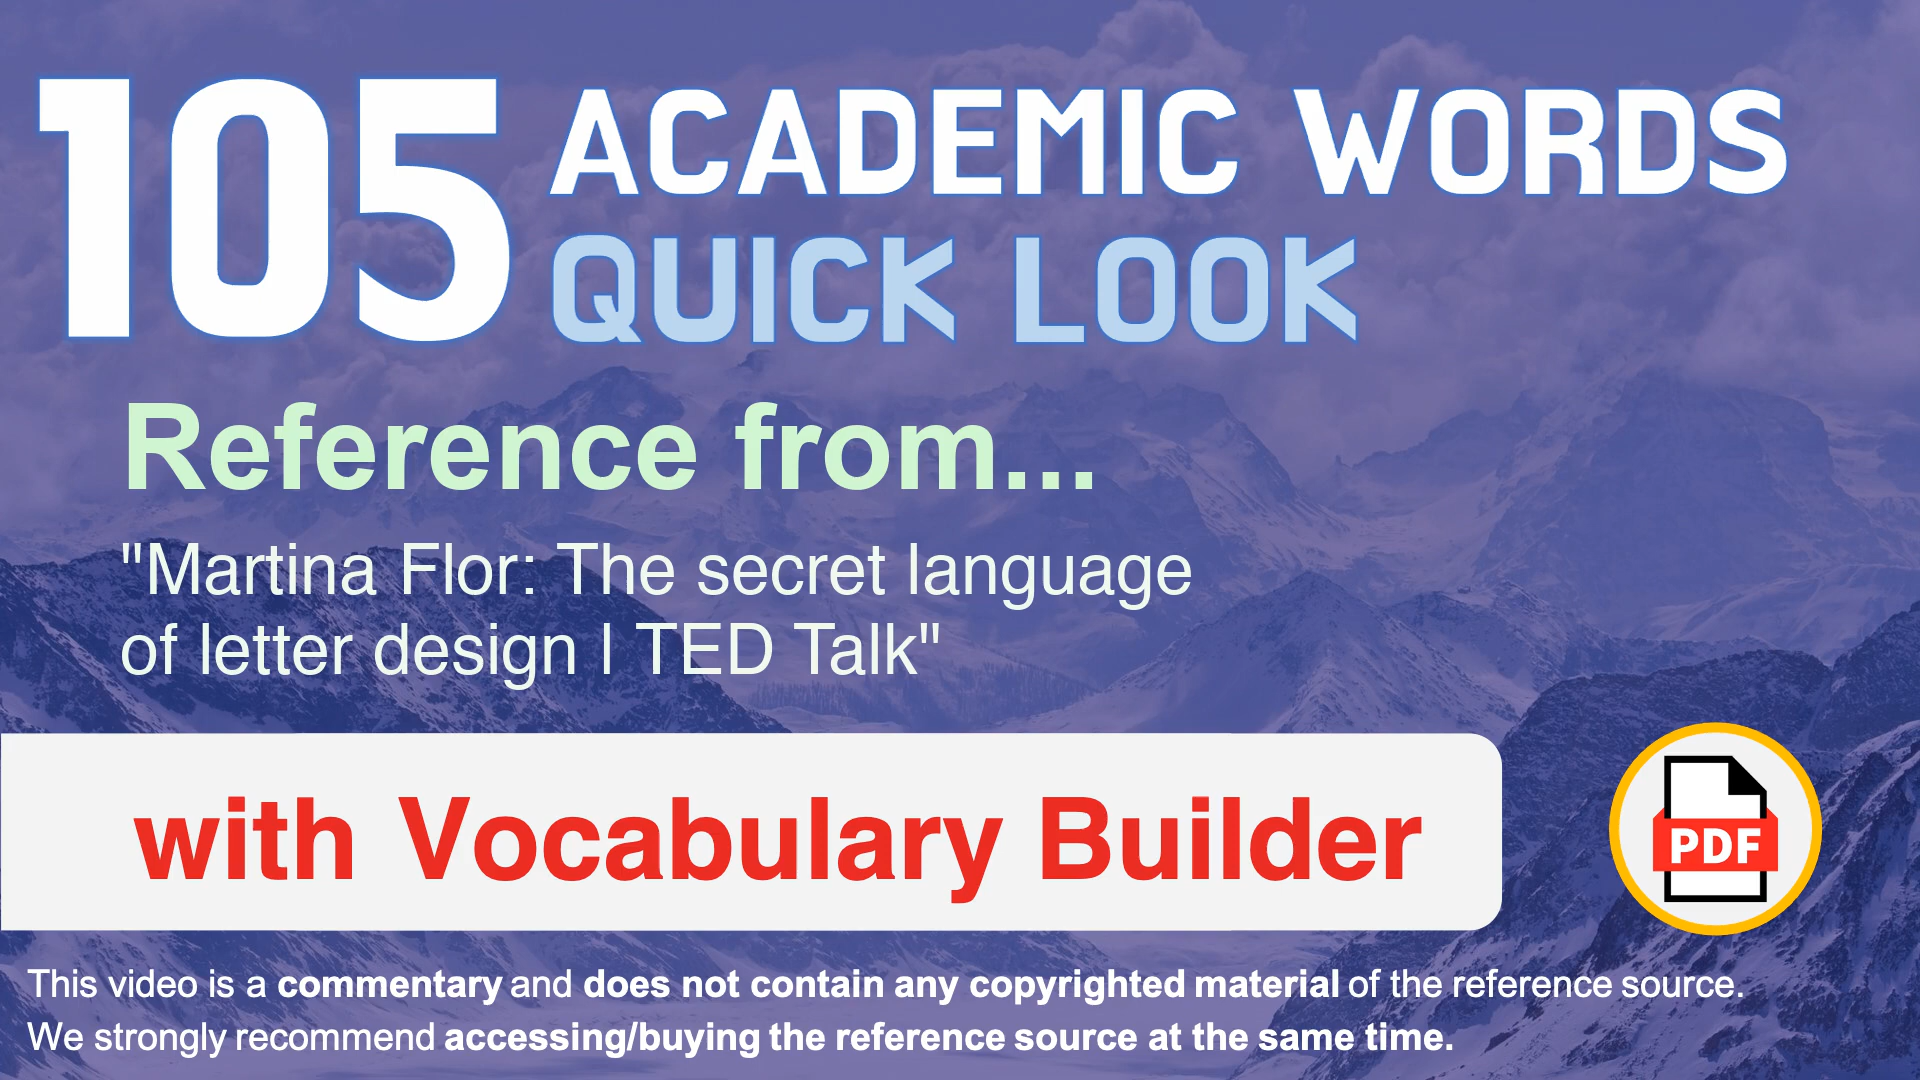 105 ACADEMIC WORDS
QUICK LOOK
Reference from...
"Martina Flor: The secret language
of letter design | TED Talk"
with Vocabulary Builder
PDF
This video is a commentary and does not contain any copyrighted material of the reference source.
We strongly recommend accessing/buying the reference source at the same time.